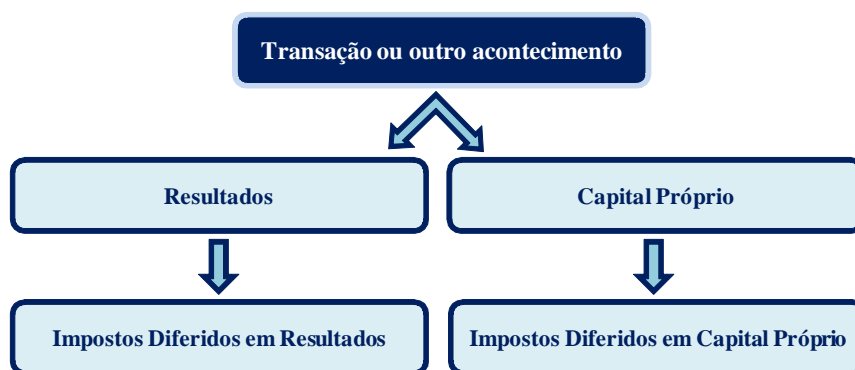 Transação ou outro acontecimento
Resultados
Capital Próprio
Impostos Diferidos em Resultados
Impostos Diferidos em Capital Próprio